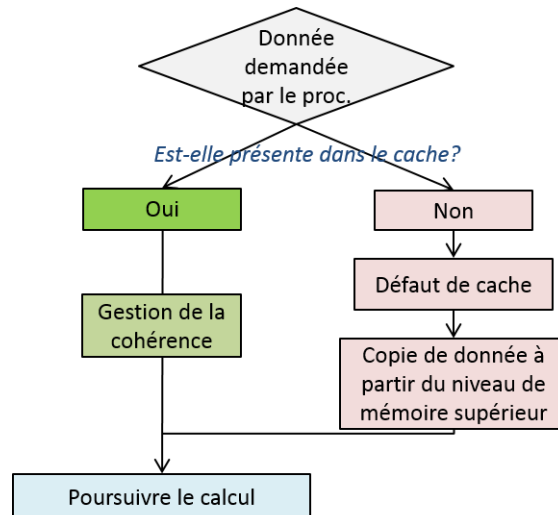 Donnée
demandée
par le proc.
Est-elle présente dans le cache?
Oui
Non
Défaut de cache
Gestion de la
cohérence
Copie de donnée à
partir du niveau de
mémoire supérieur
Poursuivre le calcul